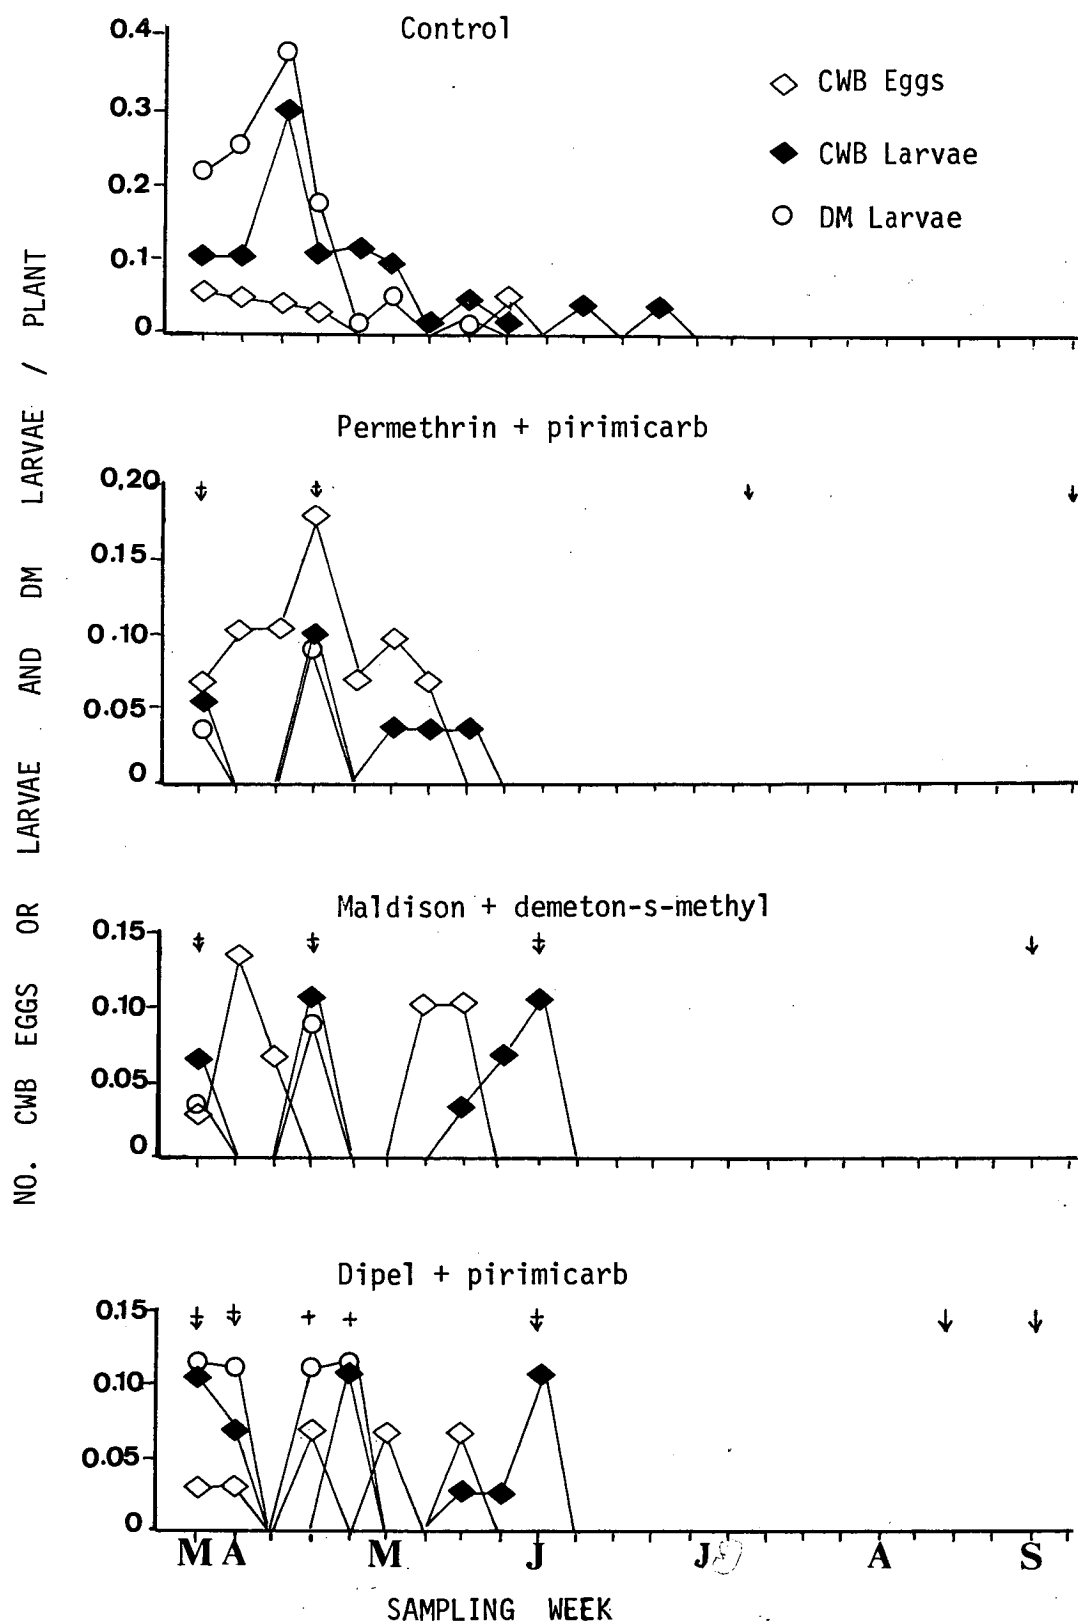 Control
0.4
0.3
0.2
0.1
0
CWB Eggs
CWB Larvae
DM Larvae
NO. CWB EGGS OR LARVAE AND DM LARVAE / PLANT
Permethrin + pirimicarb
0.20
0.15
0.10
0.05
0
Maldison + demeton-s-methyl
0.15
0.10
0.05
0
Dipel + pirimicarb
0.15
0.10
0.05
0
M A M J J A S
SAMPLING WEEK